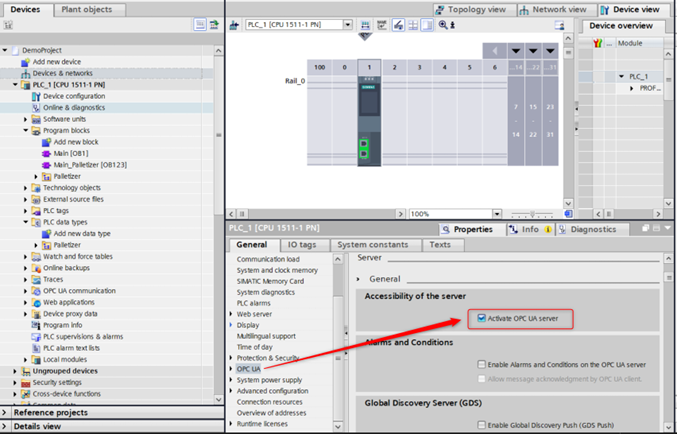 Devices
Plant objects
DemoProject
Add new device
Devices & networks
PLC_1 [CPU 1511-1 PN]
Device configuration
Online & diagnostics
Software units
Program blocks
Add new block
Main [OB1]
Main_Palletizer [OB123]
Palletizer
Technology objects
External source files
PLC tags
PLC data types
Add new data type
Palletizer
Watch and force tables
Online backups
Traces
OPC UA communication
Web applications
Device proxy data
Program info
PLC supervisions & alarms
PLC alarm text lists
Local modules
Ungrouped devices
Security settings
Cross-device functions
Reference projects
Details view
Topology view
Network view
Device view
PLC_1 [CPU 1511-1 PN]
Device overview
Module
PLC_1
PROF...
100 0 1 2 3 4 5 6 ...14 ...22 ...31
Rail_0
7 15 23
- - -
14 22 31
100%
PLC_1 [CPU 1511-1 PN]
Properties
Info
Diagnostics
General
IO tags
System constants
Texts
Communication load
System and clock memory
SIMATIC Memory Card
System diagnostics
PLC alarms
Web server
Display
Multilingual support
Time of day
Protection & Security
OPC UA
System power supply
Advanced configuration
Connection resources
Overview of addresses
Runtime licenses
Server
General
Accessibility of the server
Activate OPC UA server
Alarms and Conditions
Enable Alarms and Conditions on the OPC UA server
Allow message acknowledgment by OPC UA client.
Global Discovery Server (GDS)
Enable Global Discovery Push (GDS Push)